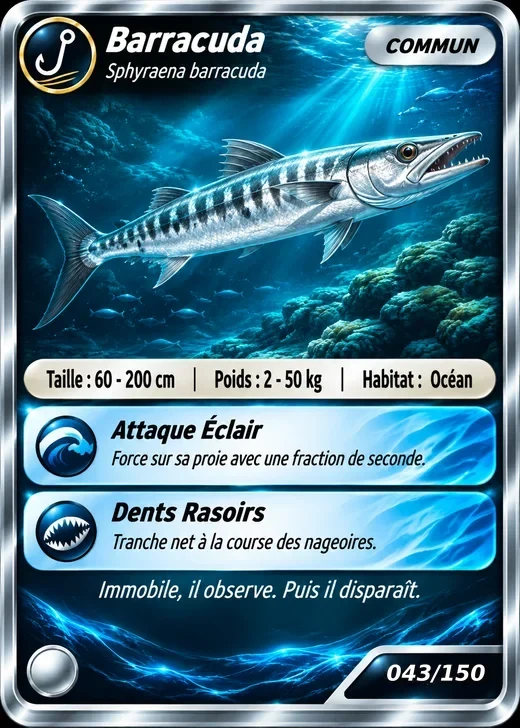 Barracuda
Sphyraena barracuda
COMMUN
Taille : 60 - 200 cm | Poids : 2 - 50 kg | Habitat : Océan
Attaque Éclair
Force sur sa proie avec une fraction de seconde.
Dents Rasoirs
Tranche net à la course des nageoires.
Immobile, il observe. Puis il disparaît.
043/150